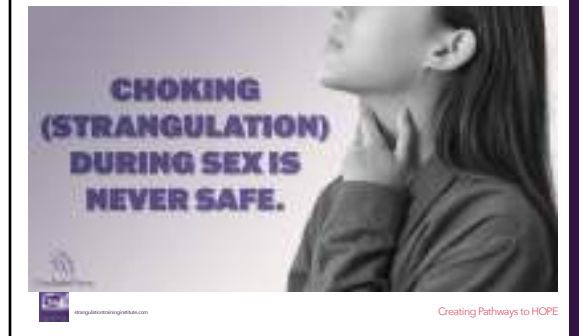 CHOKING
(STRANGULATION)
DURING SEX IS
NEVER SAFE.
strangulationtraininginstitute.com
Creating Pathways to HOPE